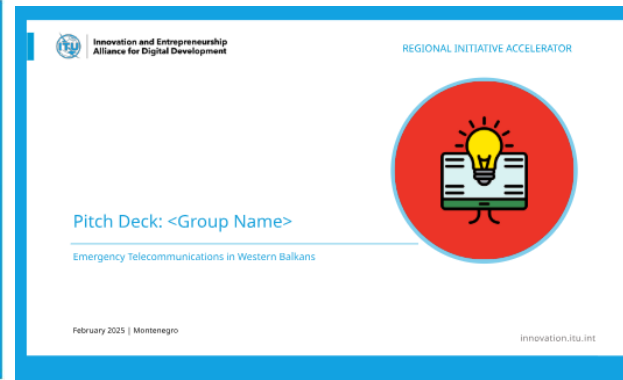 ITU
Innovation and Entrepreneurship
Alliance for Digital Development
REGIONAL INITIATIVE ACCELERATOR
Pitch Deck: <Group Name>
Emergency Telecommunications in Western Balkans
February 2025 | Montenegro
innovation.itu.int